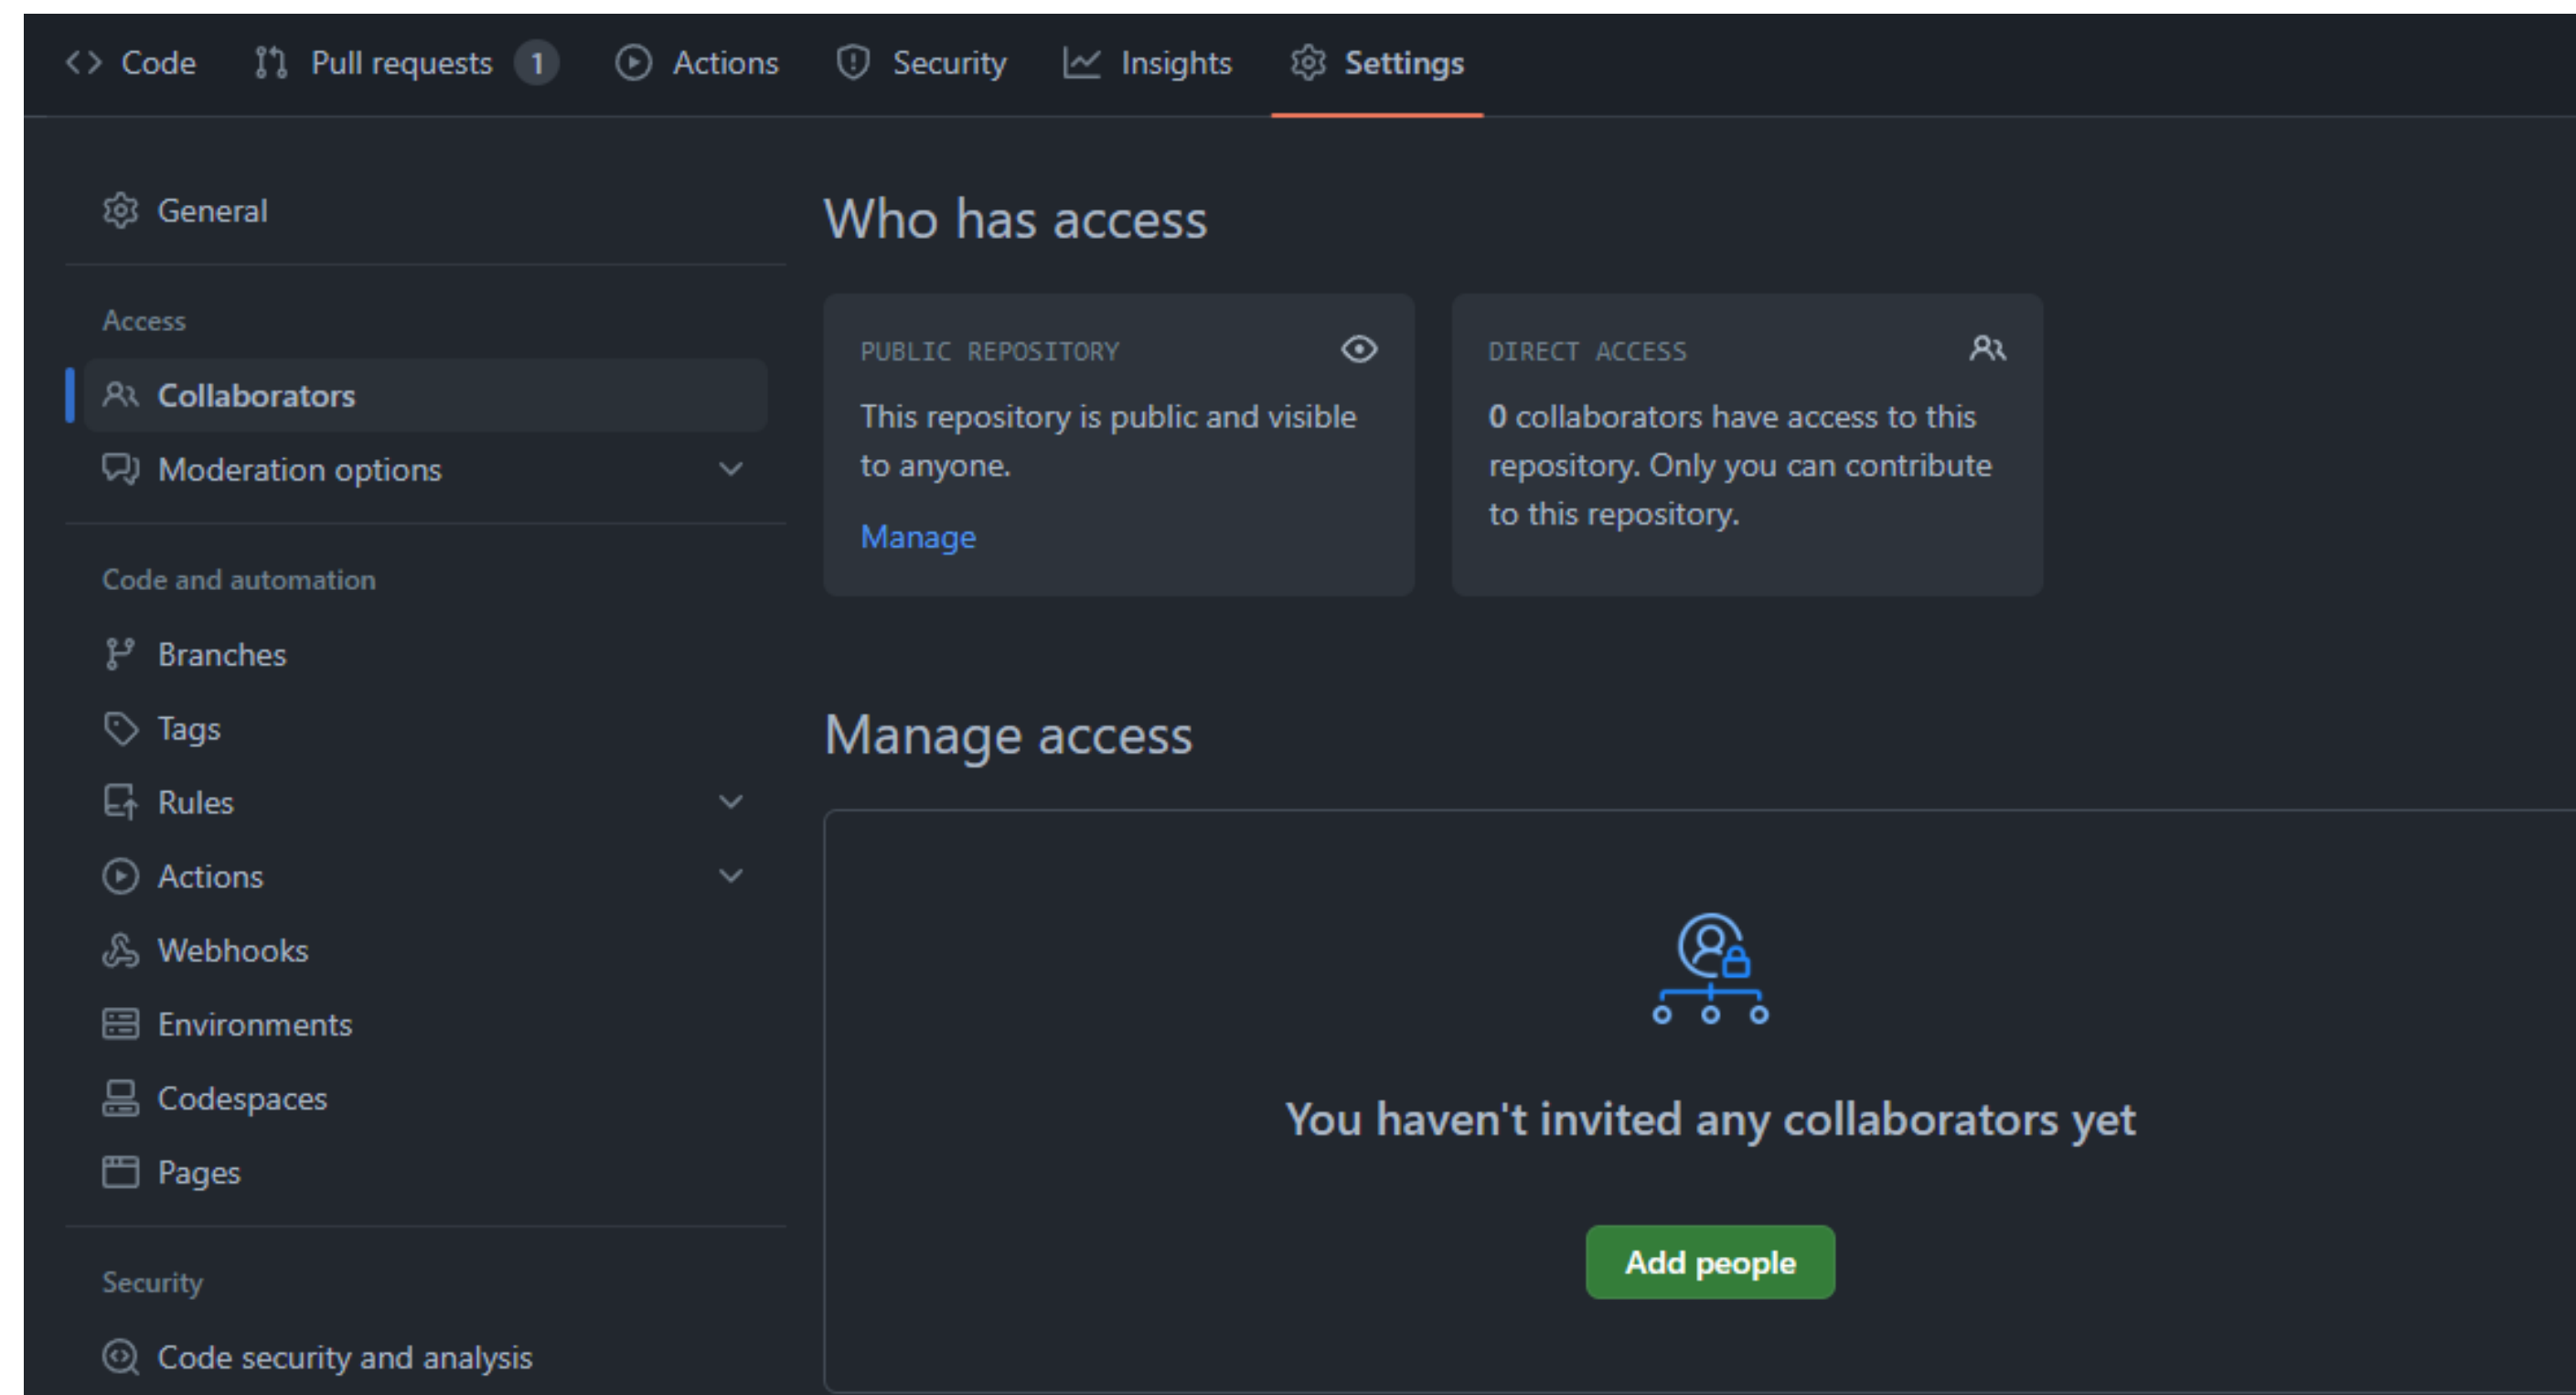 Code Pull requests 1 Actions Security Insights Settings
General
Access
Collaborators
Moderation options
Code and automation
Branches
Tags
Rules
Actions
Webhooks
Environments
Codespaces
Pages
Security
Code security and analysis
Who has access
PUBLIC REPOSITORY
This repository is public and visible
to anyone.
Manage
DIRECT ACCESS
0 collaborators have access to this
repository. Only you can contribute
to this repository.
Manage access
You haven't invited any collaborators yet
Add people